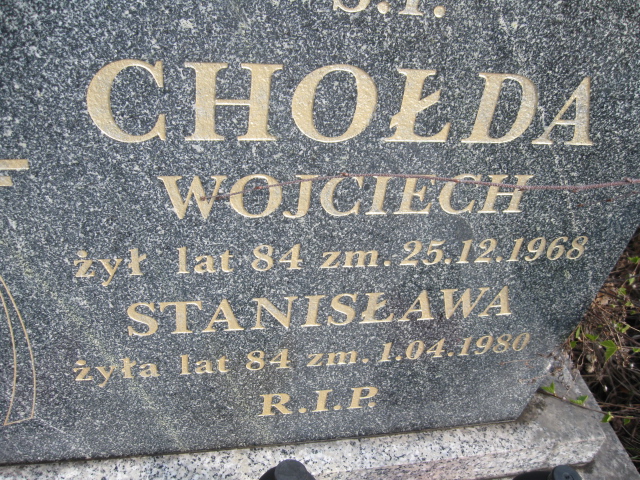 Ś.P.
CHOŁDA
WOJCIECH
żył lat 84 zm. 25.12.1968
STANISŁAWA
żyła lat 84 zm. 1.04.1980
R.I.P.